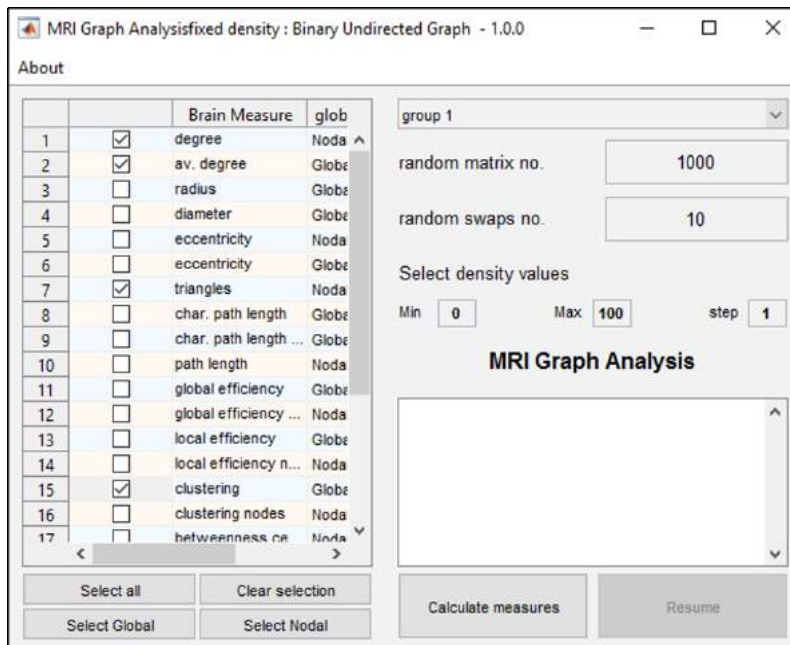 MRI Graph Analysisfixed density : Binary Undirected Graph - 1.0.0
About
Brain Measure glob
1 degree Noda
2 av. degree Globa
3 radius Globa
4 diameter Globa
5 eccentricity Noda
6 eccentricity Globa
7 triangles Noda
8 char. path length Globa
9 char. path length ... Globa
10 path length Noda
11 global efficiency Globa
12 global efficiency ... Noda
13 local efficiency Globa
14 local efficiency n... Noda
15 clustering Globa
16 clustering nodes Noda
17 betweenness ce Noda
Select all
Clear selection
Select Global
Select Nodal
group 1
random matrix no. 1000
random swaps no. 10
Select density values
Min 0 Max 100 step 1
MRI Graph Analysis
Calculate measures
Resume